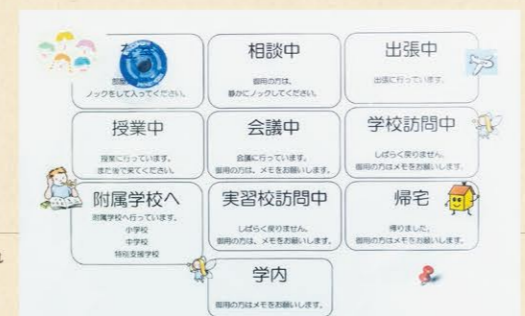 相談中
御用の方は、
静かにノックしてください。
出張中
出張に行っています。
ノックをして入ってください。
授業中
授業に行っています。
また後で来てください。
会議中
会議に行っています。
御用の方は、メモをお願いします。
学校訪問中
しばらく戻りません。
御用の方はメモをお願いします。
附属学校へ
附属学校へ行っています。
小学校
中学校
特別支援学校
実習校訪問中
しばらく戻りません。
御用の方は、メモをお願いします。
帰宅
帰りました。
御用の方はメモをお願いします。
学内
御用の方はメモをお願いします。